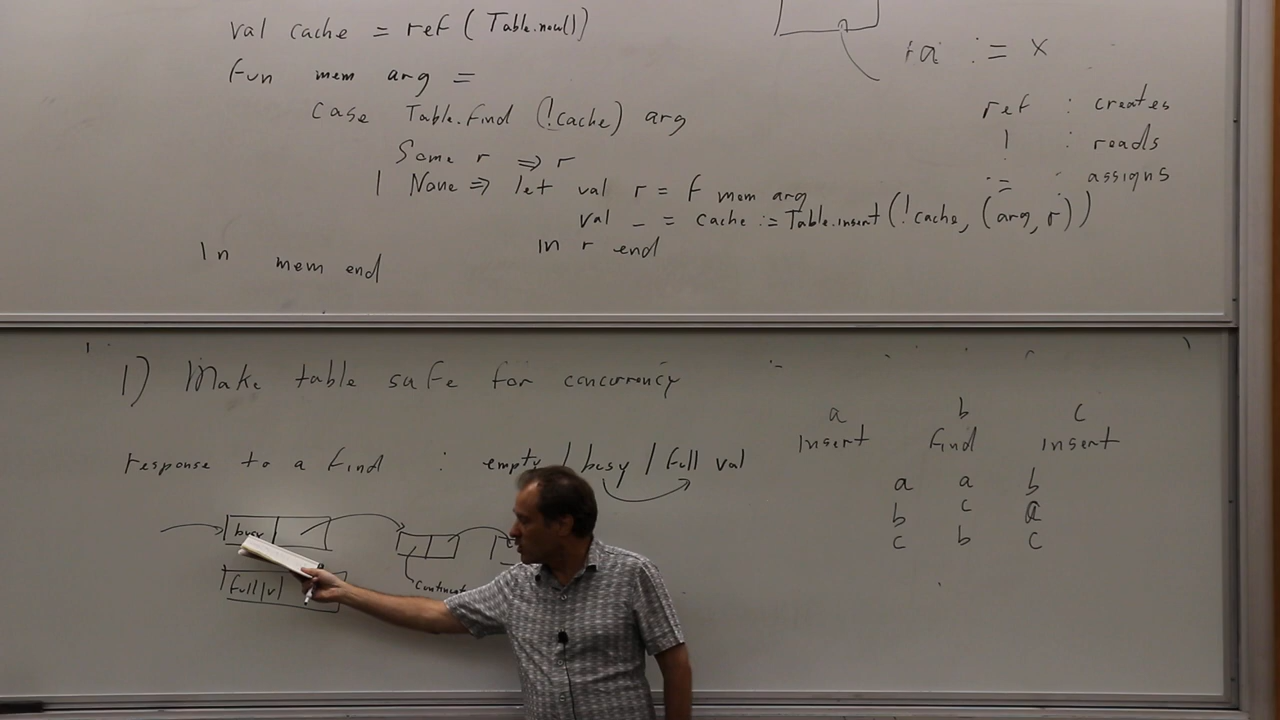 val cache = ref ( Table.new())
fun mem arg =
case Table.find (!cache) arg
Some r => r
| None => let val r = f mem arg
val _ = cache := Table.insert (!cache, (arg, r))
in r end
In mem end
ra := x
ref : creates
! : reads
:= : assigns
1) Make table safe for concurrency
response to a find : empty / busy / full val
busy
full|v|
a b c
Insert find insert
a a b
b c a
c b c